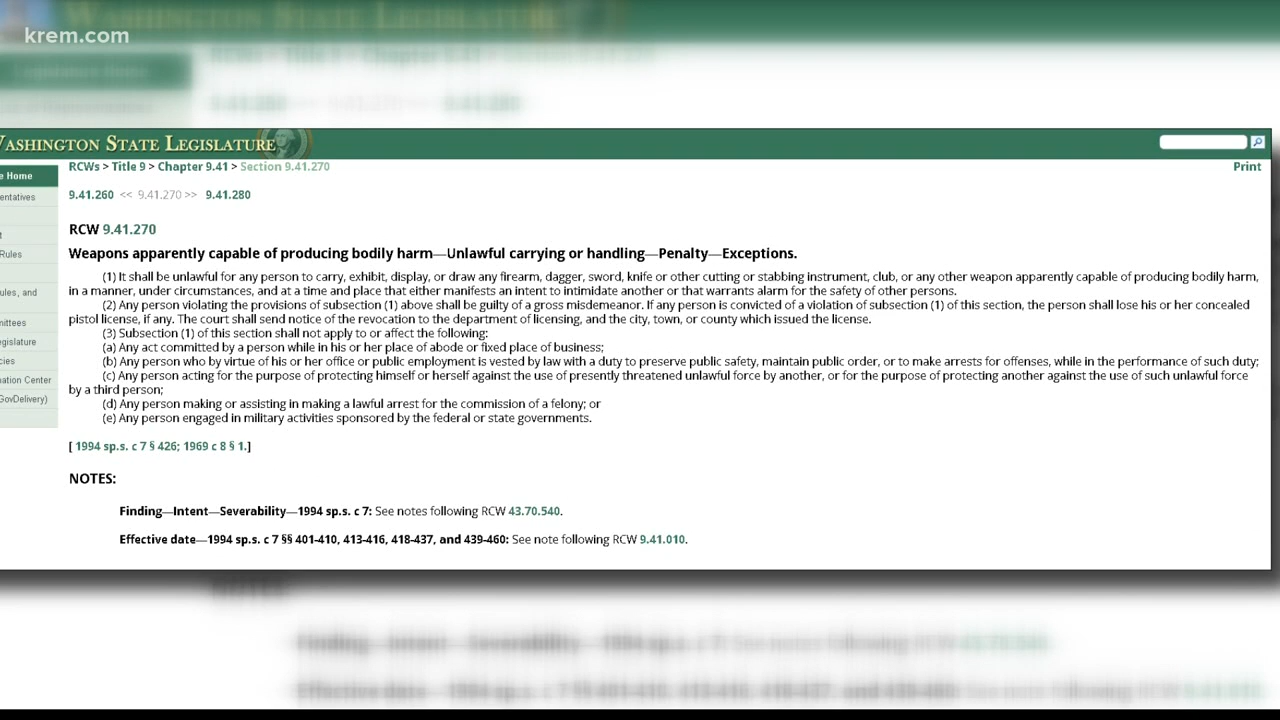 krem.com
WASHINGTON STATE LEGISLATURE
RCWs > Title 9 > Chapter 9.41 > Section 9.41.270
Print
e Home
entatives
t
Rules
ules, and
mittees
egislature
cies
ation Center
GovDelivery)
9.41.260 << 9.41.270 >> 9.41.280
RCW 9.41.270
Weapons apparently capable of producing bodily harm—Unlawful carrying or handling—Penalty—Exceptions.
(1) It shall be unlawful for any person to carry, exhibit, display, or draw any firearm, dagger, sword, knife or other cutting or stabbing instrument, club, or any other weapon apparently capable of producing bodily harm,
in a manner, under circumstances, and at a time and place that either manifests an intent to intimidate another or that warrants alarm for the safety of other persons.
(2) Any person violating the provisions of subsection (1) above shall be guilty of a gross misdemeanor. If any person is convicted of a violation of subsection (1) of this section, the person shall lose his or her concealed
pistol license, if any. The court shall send notice of the revocation to the department of licensing, and the city, town, or county which issued the license.
(3) Subsection (1) of this section shall not apply to or affect the following:
(a) Any act committed by a person while in his or her place of abode or fixed place of business;
(b) Any person who by virtue of his or her office or public employment is vested by law with a duty to preserve public safety, maintain public order, or to make arrests for offenses, while in the performance of such duty;
(c) Any person acting for the purpose of protecting himself or herself against the use of presently threatened unlawful force by another, or for the purpose of protecting another against the use of such unlawful force
by a third person;
(d) Any person making or assisting in making a lawful arrest for the commission of a felony; or
(e) Any person engaged in military activities sponsored by the federal or state governments.
[ 1994 sp.s. c 7 § 426; 1969 c 8 § 1.]
NOTES:
Finding—Intent—Severability—1994 sp.s. c 7: See notes following RCW 43.70.540.
Effective date—1994 sp.s. c 7 §§ 401-410, 413-416, 418-437, and 439-460: See note following RCW 9.41.010.